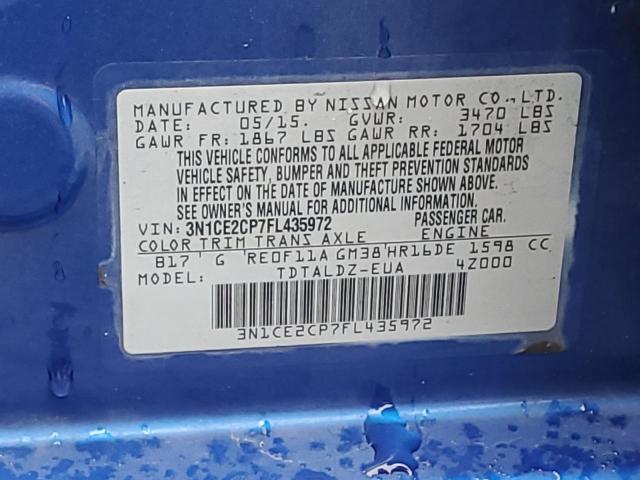 MANUFACTURED BY NISSAN MOTOR CO., LTD.
DATE: 05/15. GVWR: 3470 LBS
GAWR FR: 1867 LBS GAWR RR: 1704 LBS
THIS VEHICLE CONFORMS TO ALL APPLICABLE FEDERAL MOTOR
VEHICLE SAFETY, BUMPER AND THEFT PREVENTION STANDARDS
IN EFFECT ON THE DATE OF MANUFACTURE SHOWN ABOVE.
SEE OWNER'S MANUAL FOR ADDITIONAL INFORMATION.
VIN: 3N1CE2CP7FL435972 PASSENGER CAR.
COLOR TRIM TRANS AXLE ENGINE
B17 G RE0F11A GM38 HR16DE 1598 CC
MODEL: TDTALDZ-EUA 4Z000
3N1CE2CP7FL435972